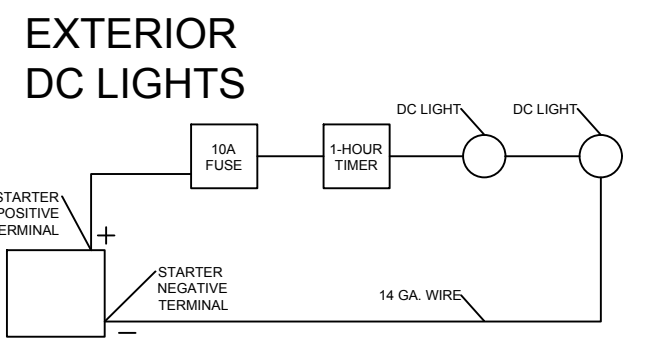 EXTERIOR
DC LIGHTS
DC LIGHT
DC LIGHT
10A
FUSE
1-HOUR
TIMER
STARTER
POSITIVE
TERMINAL
+
STARTER
NEGATIVE
TERMINAL
14 GA. WIRE
—